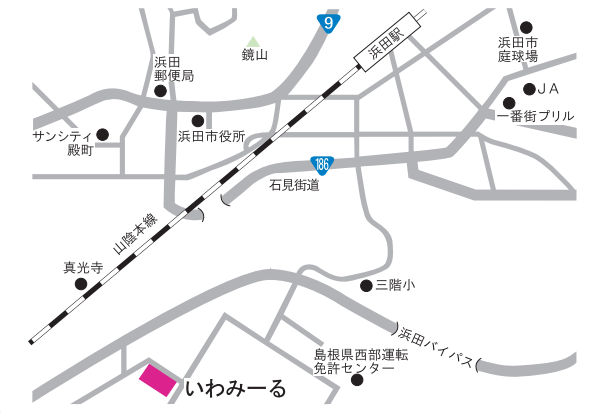 9
浜田駅
鏡山
浜田市
庭球場
浜田
郵便局
JA
一番街プリル
サンシティ
殿町
浜田市役所
186
石見街道
山陰本線
真光寺
三階小
浜田バイパス
島根県西部運転
免許センター
いわみーる